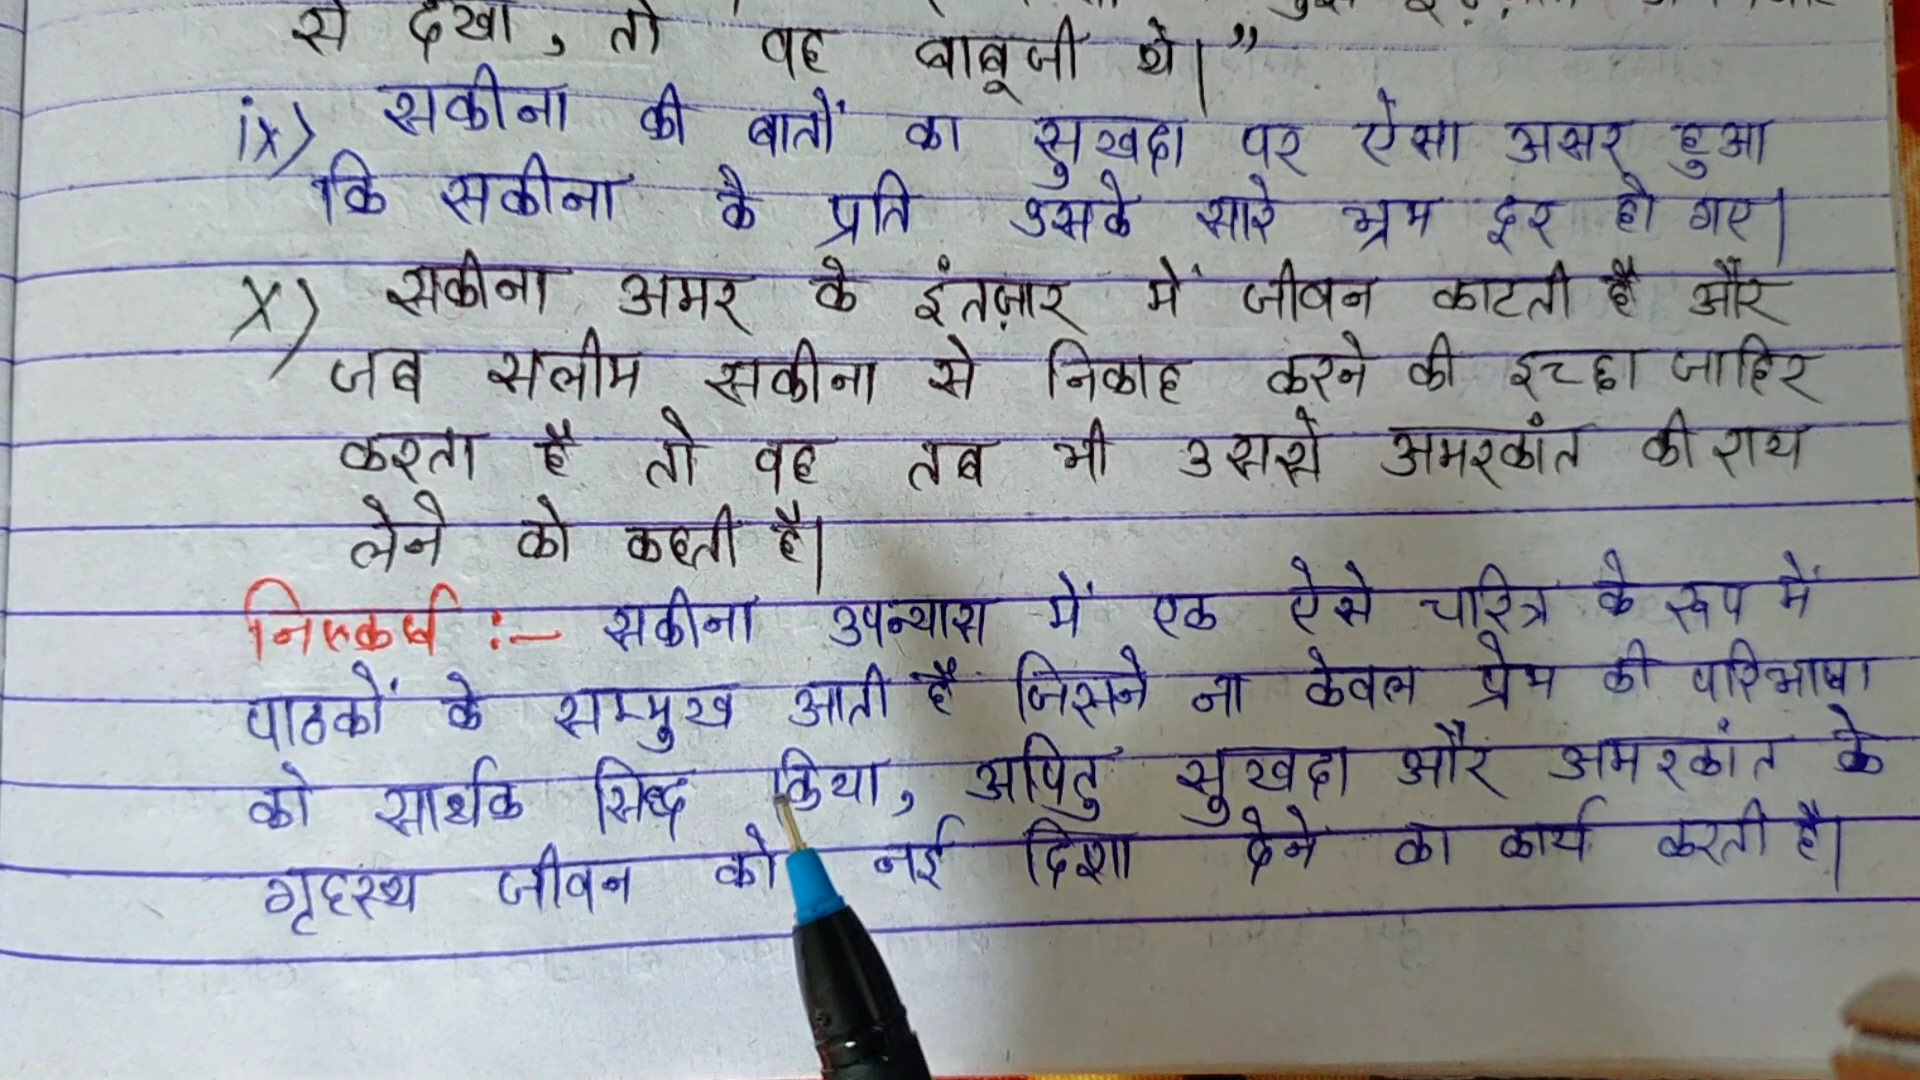 से देखा, तो वह बाबूजी थे।”
ix) सकीना की बातों का सुखदा पर ऐसा असर हुआ
कि सकीना के प्रति उसके सारे भ्रम दूर हो गए।
X) सकीना अमर के इंतज़ार में जीवन काटती है और
जब सलीम सकीना से निकाह करने की इच्छा जाहिर
करता है तो वह तब भी उससे अमरकांत की राय
लेने को कहती है।
निष्कर्ष :- सकीना उपन्यास में एक ऐसे चरित्र के रूप में
पाठकों के सम्मुख आती है जिसने ना केवल प्रेम की परिभाषा
को सार्थक सिद्ध किया, अपितु सुखदा और अमरकांत के
गृहस्थ जीवन को नई दिशा देने का कार्य करती है।